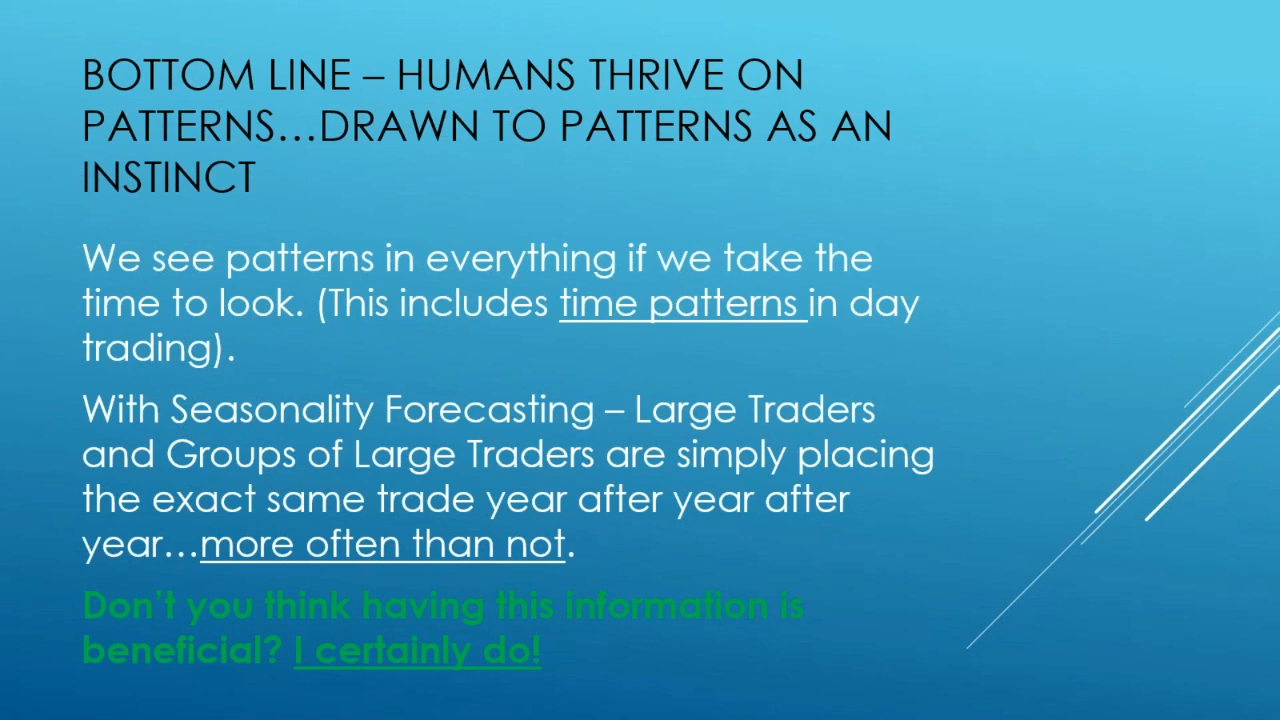 BOTTOM LINE – HUMANS THRIVE ON
PATTERNS…DRAWN TO PATTERNS AS AN
INSTINCT
We see patterns in everything if we take the
time to look. (This includes time patterns in day
trading).
With Seasonality Forecasting – Large Traders
and Groups of Large Traders are simply placing
the exact same trade year after year after
year…more often than not.
Don't you think having this information is
beneficial? I certainly do!